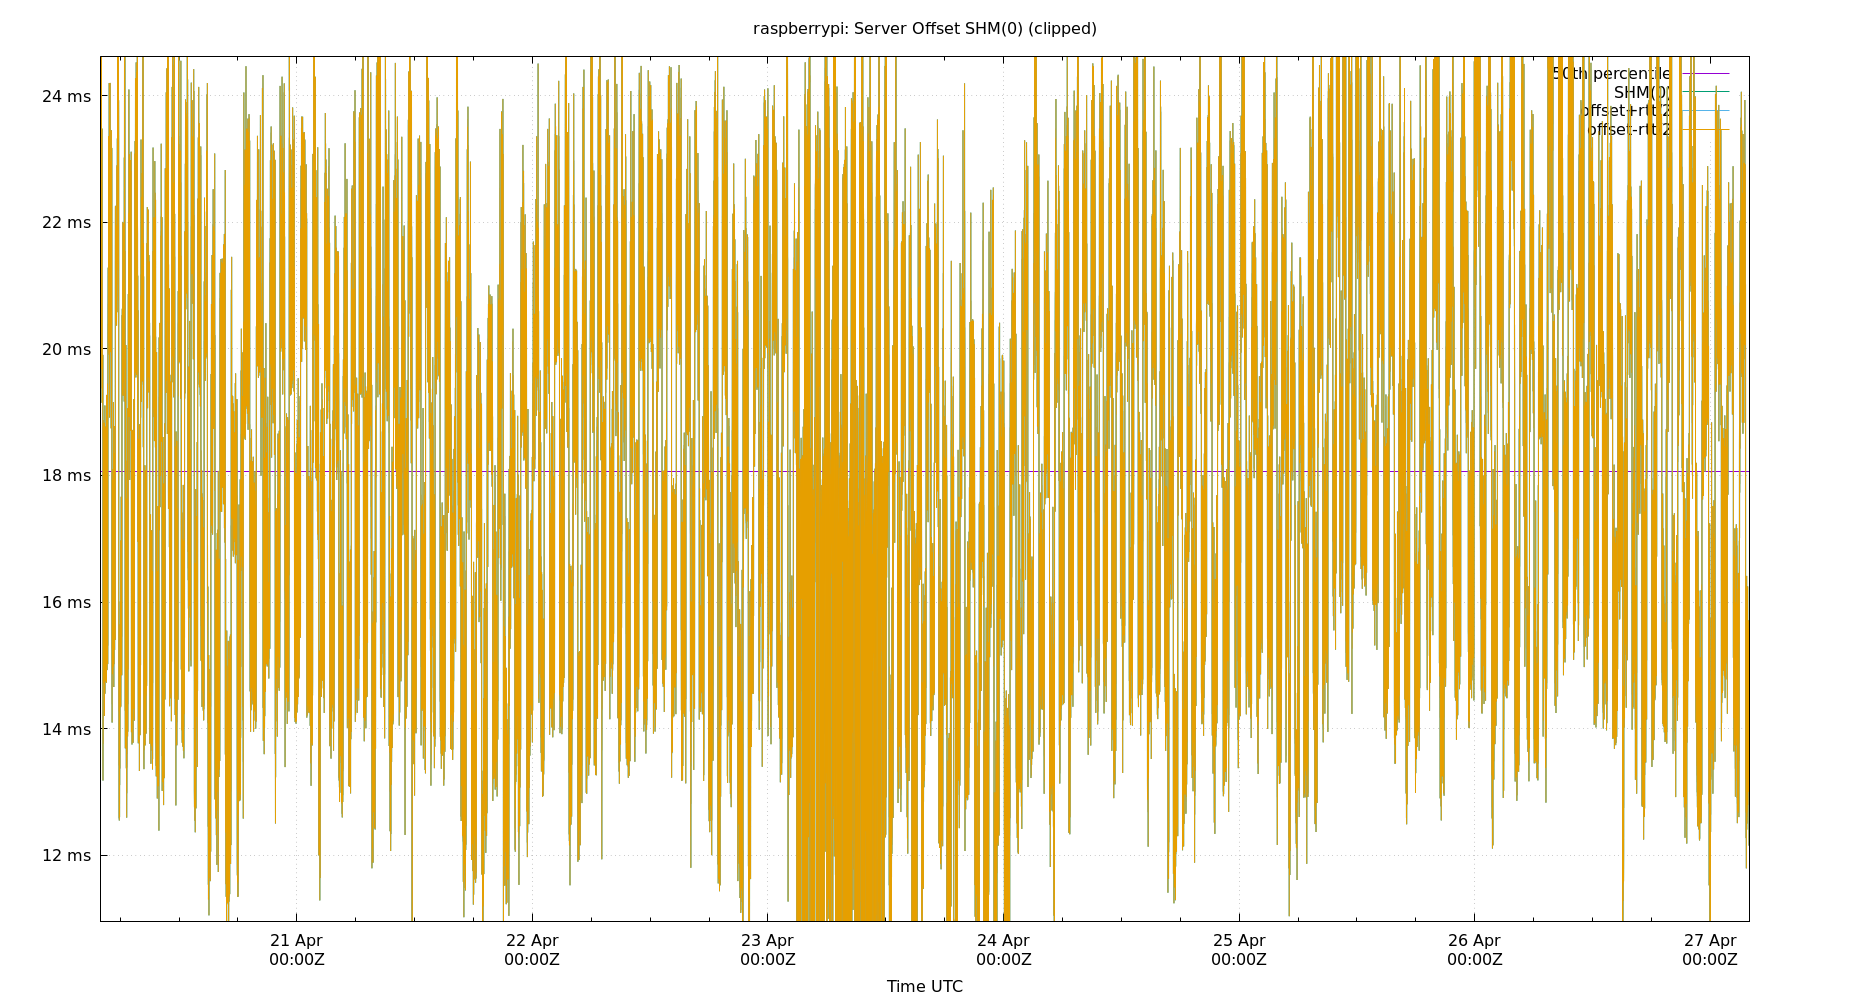 raspberrypi: Server Offset SHM(0) (clipped)
50th percentile
SHM(0)
offset+rtt/2
offset-rtt/2
24 ms
22 ms
20 ms
18 ms
16 ms
14 ms
12 ms
21 Apr 22 Apr 23 Apr 24 Apr 25 Apr 26 Apr 27 Apr
00:00Z 00:00Z 00:00Z 00:00Z 00:00Z 00:00Z 00:00Z
Time UTC